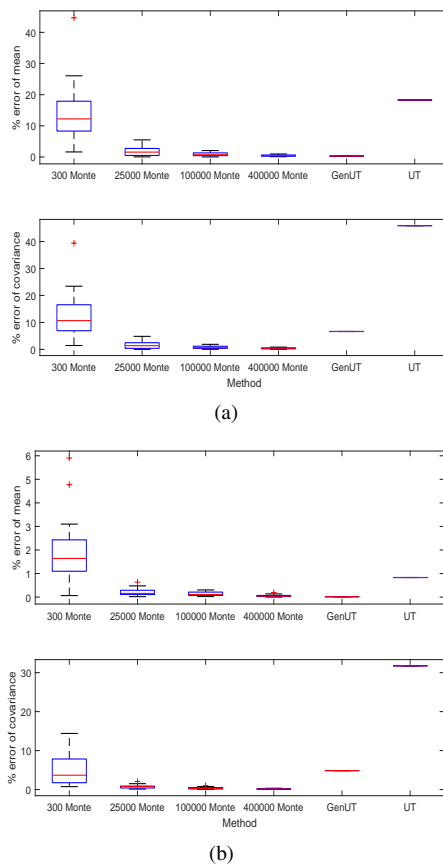 % error of mean
40
30
20
10
0
300 Monte 25000 Monte 100000 Monte 400000 Monte GenUT UT
% error of covariance
40
30
20
10
0
300 Monte 25000 Monte 100000 Monte 400000 Monte GenUT UT
Method
(a)
% error of mean
6
5
4
3
2
1
0
300 Monte 25000 Monte 100000 Monte 400000 Monte GenUT UT
% error of covariance
30
20
10
0
300 Monte 25000 Monte 100000 Monte 400000 Monte GenUT UT
Method
(b)